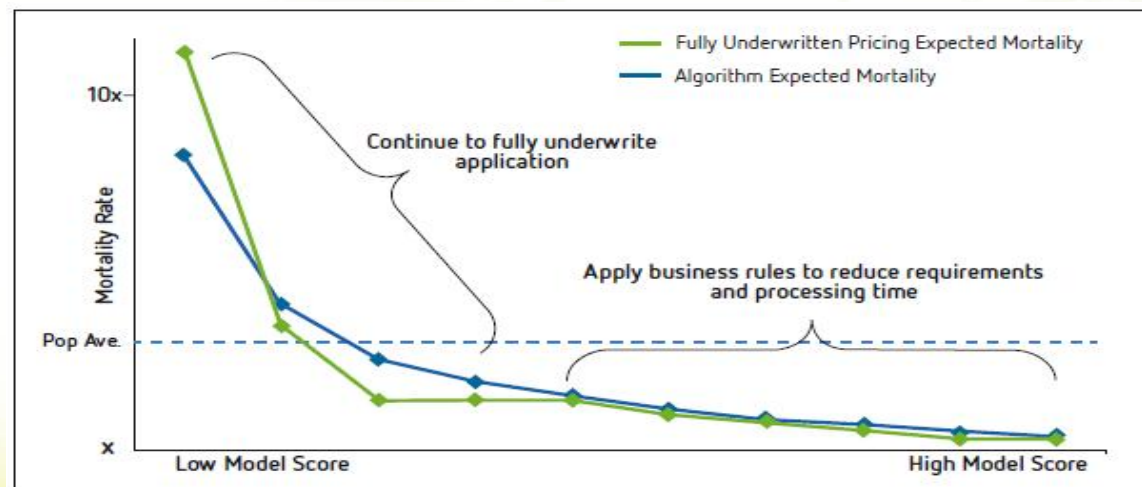 Fully Underwritten Pricing Expected Mortality
Algorithm Expected Mortality
10x
Continue to fully underwrite
application
Mortality Rate
Apply business rules to reduce requirements
and processing time
Pop Ave.
x
Low Model Score
High Model Score